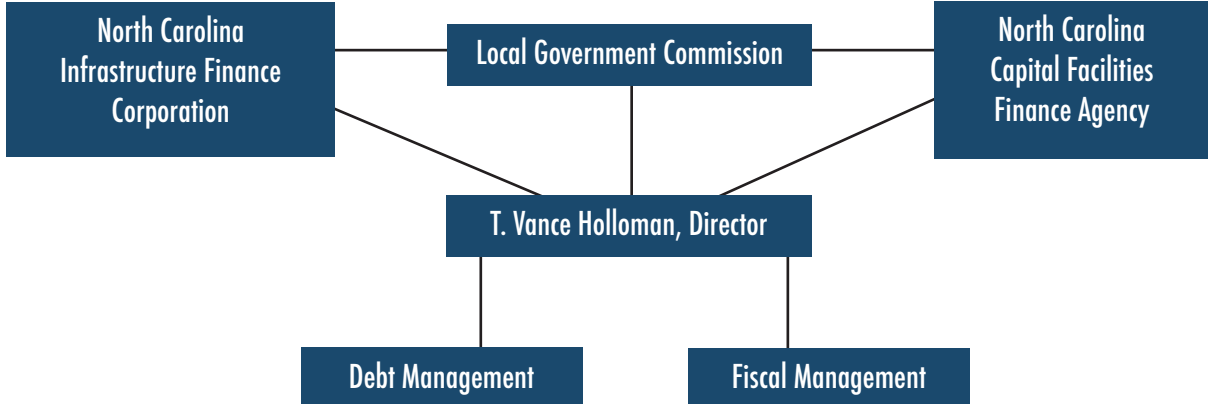 North Carolina
Infrastructure Finance
Corporation
Local Government Commission
North Carolina
Capital Facilities
Finance Agency
T. Vance Holloman, Director
Debt Management
Fiscal Management